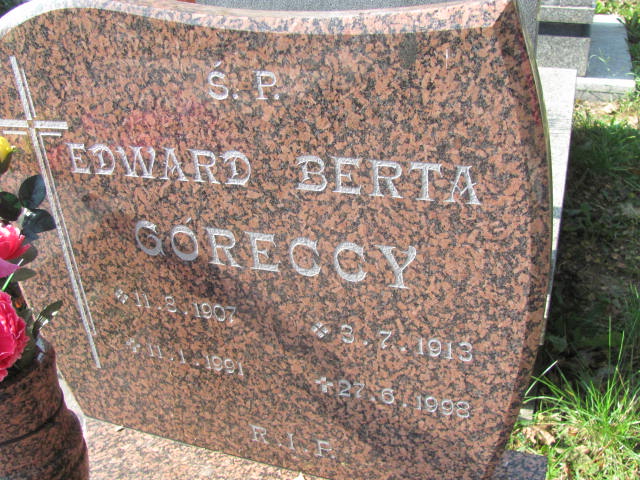 Ś. P.
EDWARD BERTA
GÓRECCY
11.3.1907 3.7.1913
11.1.1991 27.6.1998
R.I.P.